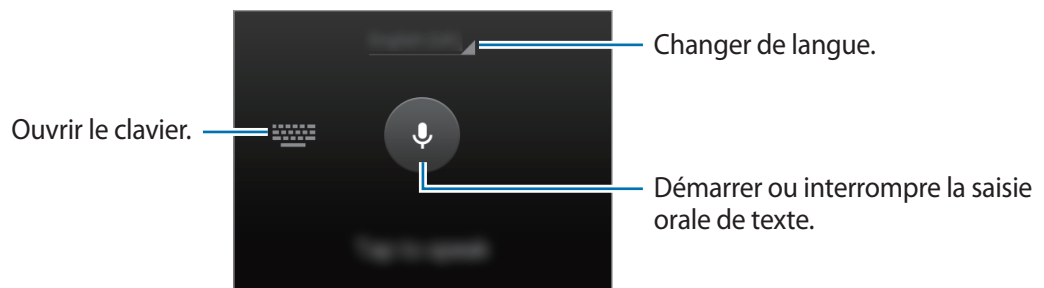 Changer de langue.
Ouvrir le clavier.
Démarrer ou interrompre la saisie
orale de texte.